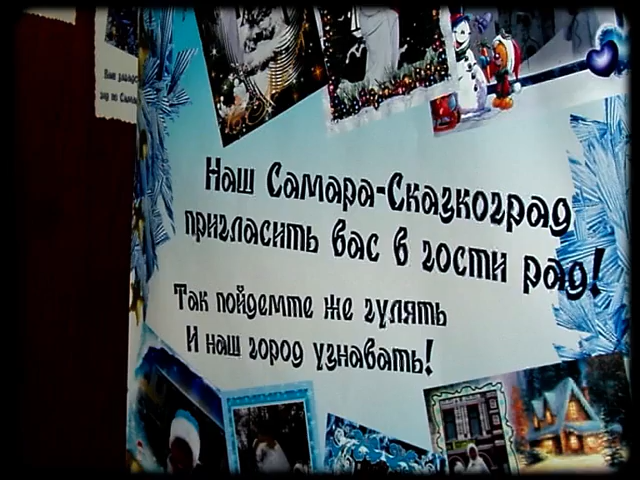 Наш Самара-Сказкоград
пригласить вас в гости рад!
Так пойдемте же гулять
И наш город узнавать!